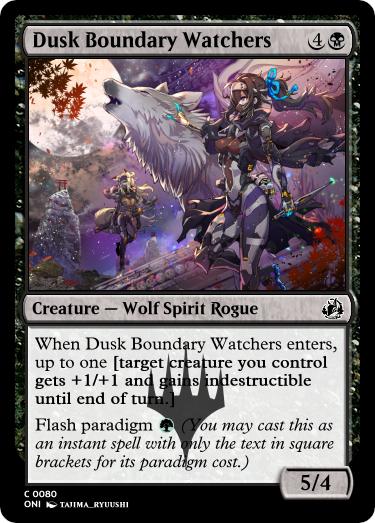 Dusk Boundary Watchers 4
Creature — Wolf Spirit Rogue
When Dusk Boundary Watchers enters,
up to one [target creature you control
gets +1/+1 and gains indestructible
until end of turn.]
Flash paradigm (You may cast this
as an instant spell with only the text in square
brackets for its paradigm cost.)
5/4
C 0080
ONI TAJIMA_RYUUSHI